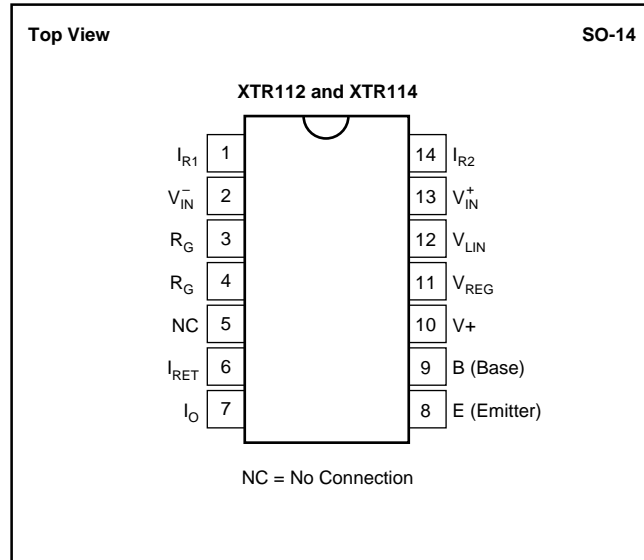 Top View SO-14
XTR112 and XTR114
I_R1 1 14 I_R2
V_IN^− 2 13 V_IN^+
R_G 3 12 V_LIN
R_G 4 11 V_REG
NC 5 10 V+
I_RET 6 9 B (Base)
I_O 7 8 E (Emitter)
NC = No Connection